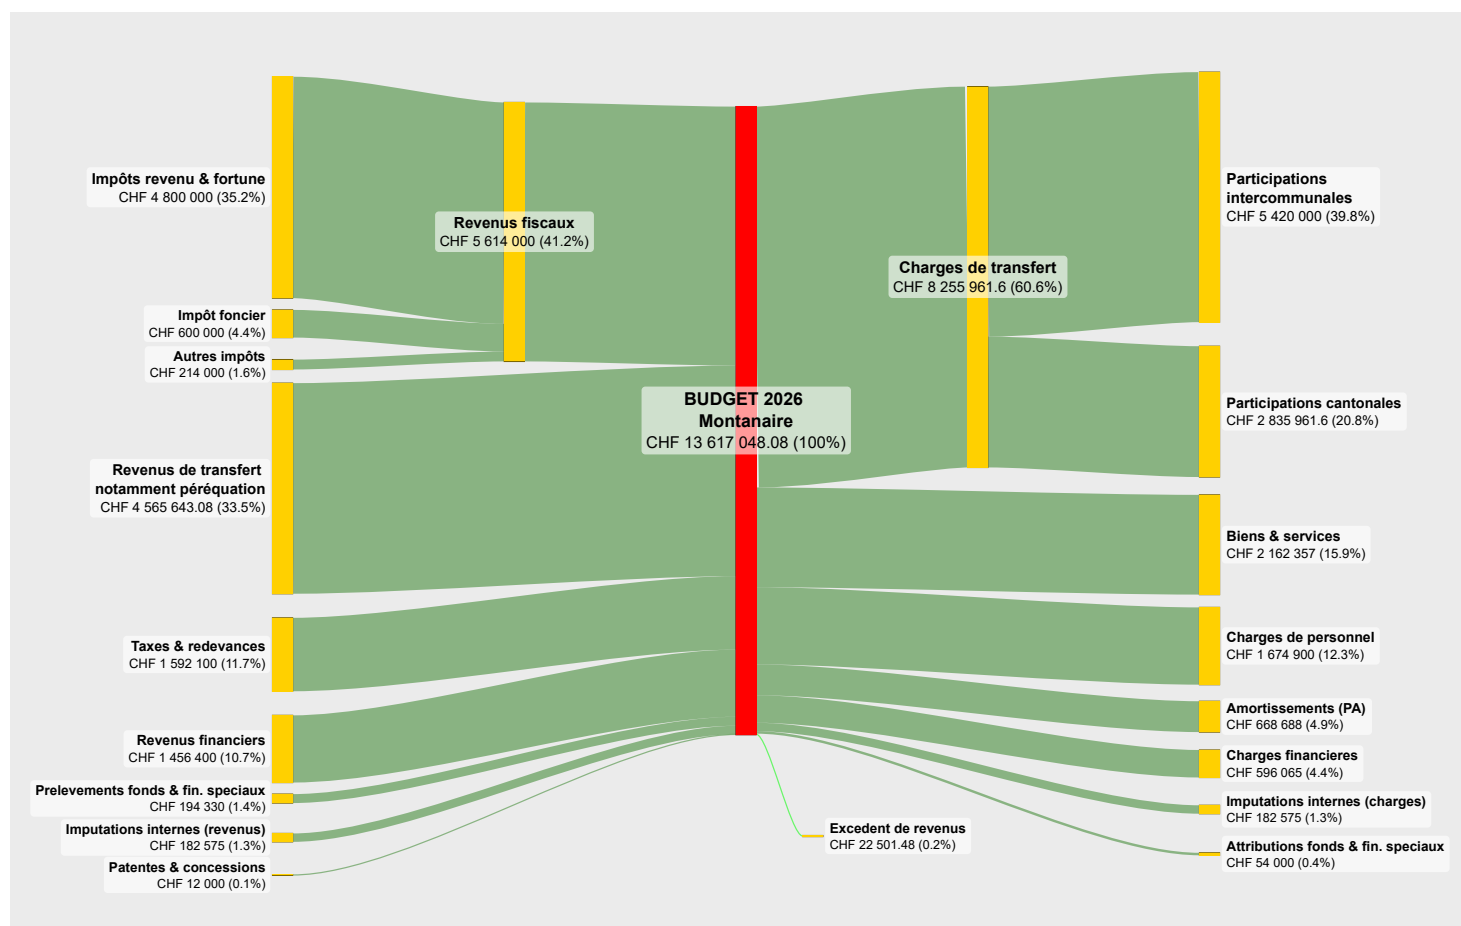 Impôts revenu & fortune
CHF 4 800 000 (35.2%)
Impôt foncier
CHF 600 000 (4.4%)
Autres impôts
CHF 214 000 (1.6%)
Revenus de transfert
notamment péréquation
CHF 4 565 643.08 (33.5%)
Taxes & redevances
CHF 1 592 100 (11.7%)
Revenus financiers
CHF 1 456 400 (10.7%)
Prelevements fonds & fin. speciaux
CHF 194 330 (1.4%)
Imputations internes (revenus)
CHF 182 575 (1.3%)
Patentes & concessions
CHF 12 000 (0.1%)
Revenus fiscaux
CHF 5 614 000 (41.2%)
BUDGET 2026
Montanaire
CHF 13 617 048.08 (100%)
Excedent de revenus
CHF 22 501.48 (0.2%)
Charges de transfert
CHF 8 255 961.6 (60.6%)
Participations
intercommunales
CHF 5 420 000 (39.8%)
Participations cantonales
CHF 2 835 961.6 (20.8%)
Biens & services
CHF 2 162 357 (15.9%)
Charges de personnel
CHF 1 674 900 (12.3%)
Amortissements (PA)
CHF 668 688 (4.9%)
Charges financieres
CHF 596 065 (4.4%)
Imputations internes (charges)
CHF 182 575 (1.3%)
Attributions fonds & fin. speciaux
CHF 54 000 (0.4%)